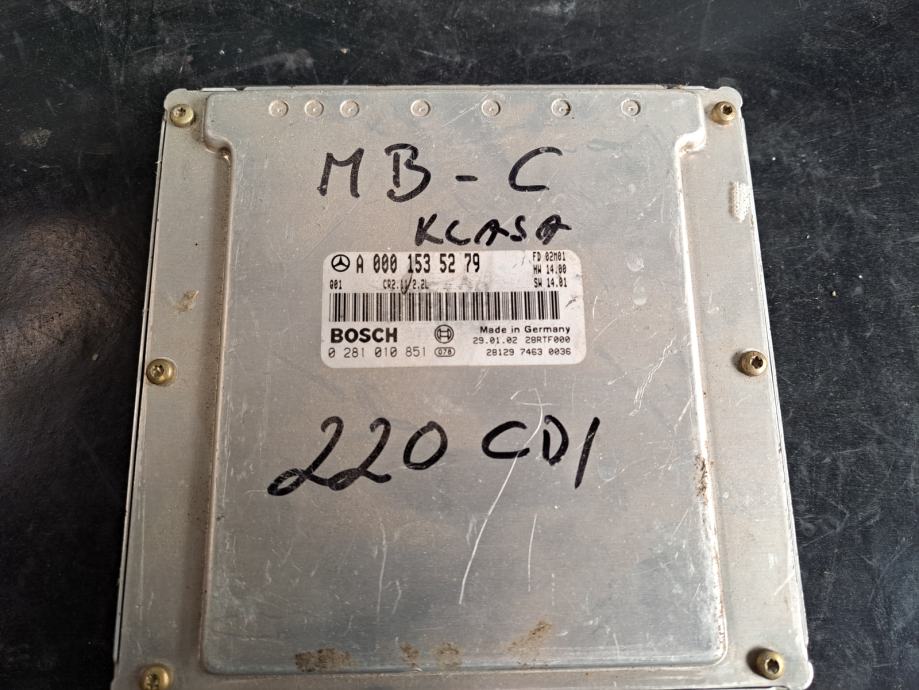 MB - C
KLASA
A 000 153 52 79
FD 02M01
HW 14.00
Q01 CR2.11/2.2L SW 14.01
BOSCH Made in Germany
29.01.02 28RTF000
0 281 010 851 078 28129 7463 0036
220 CDI